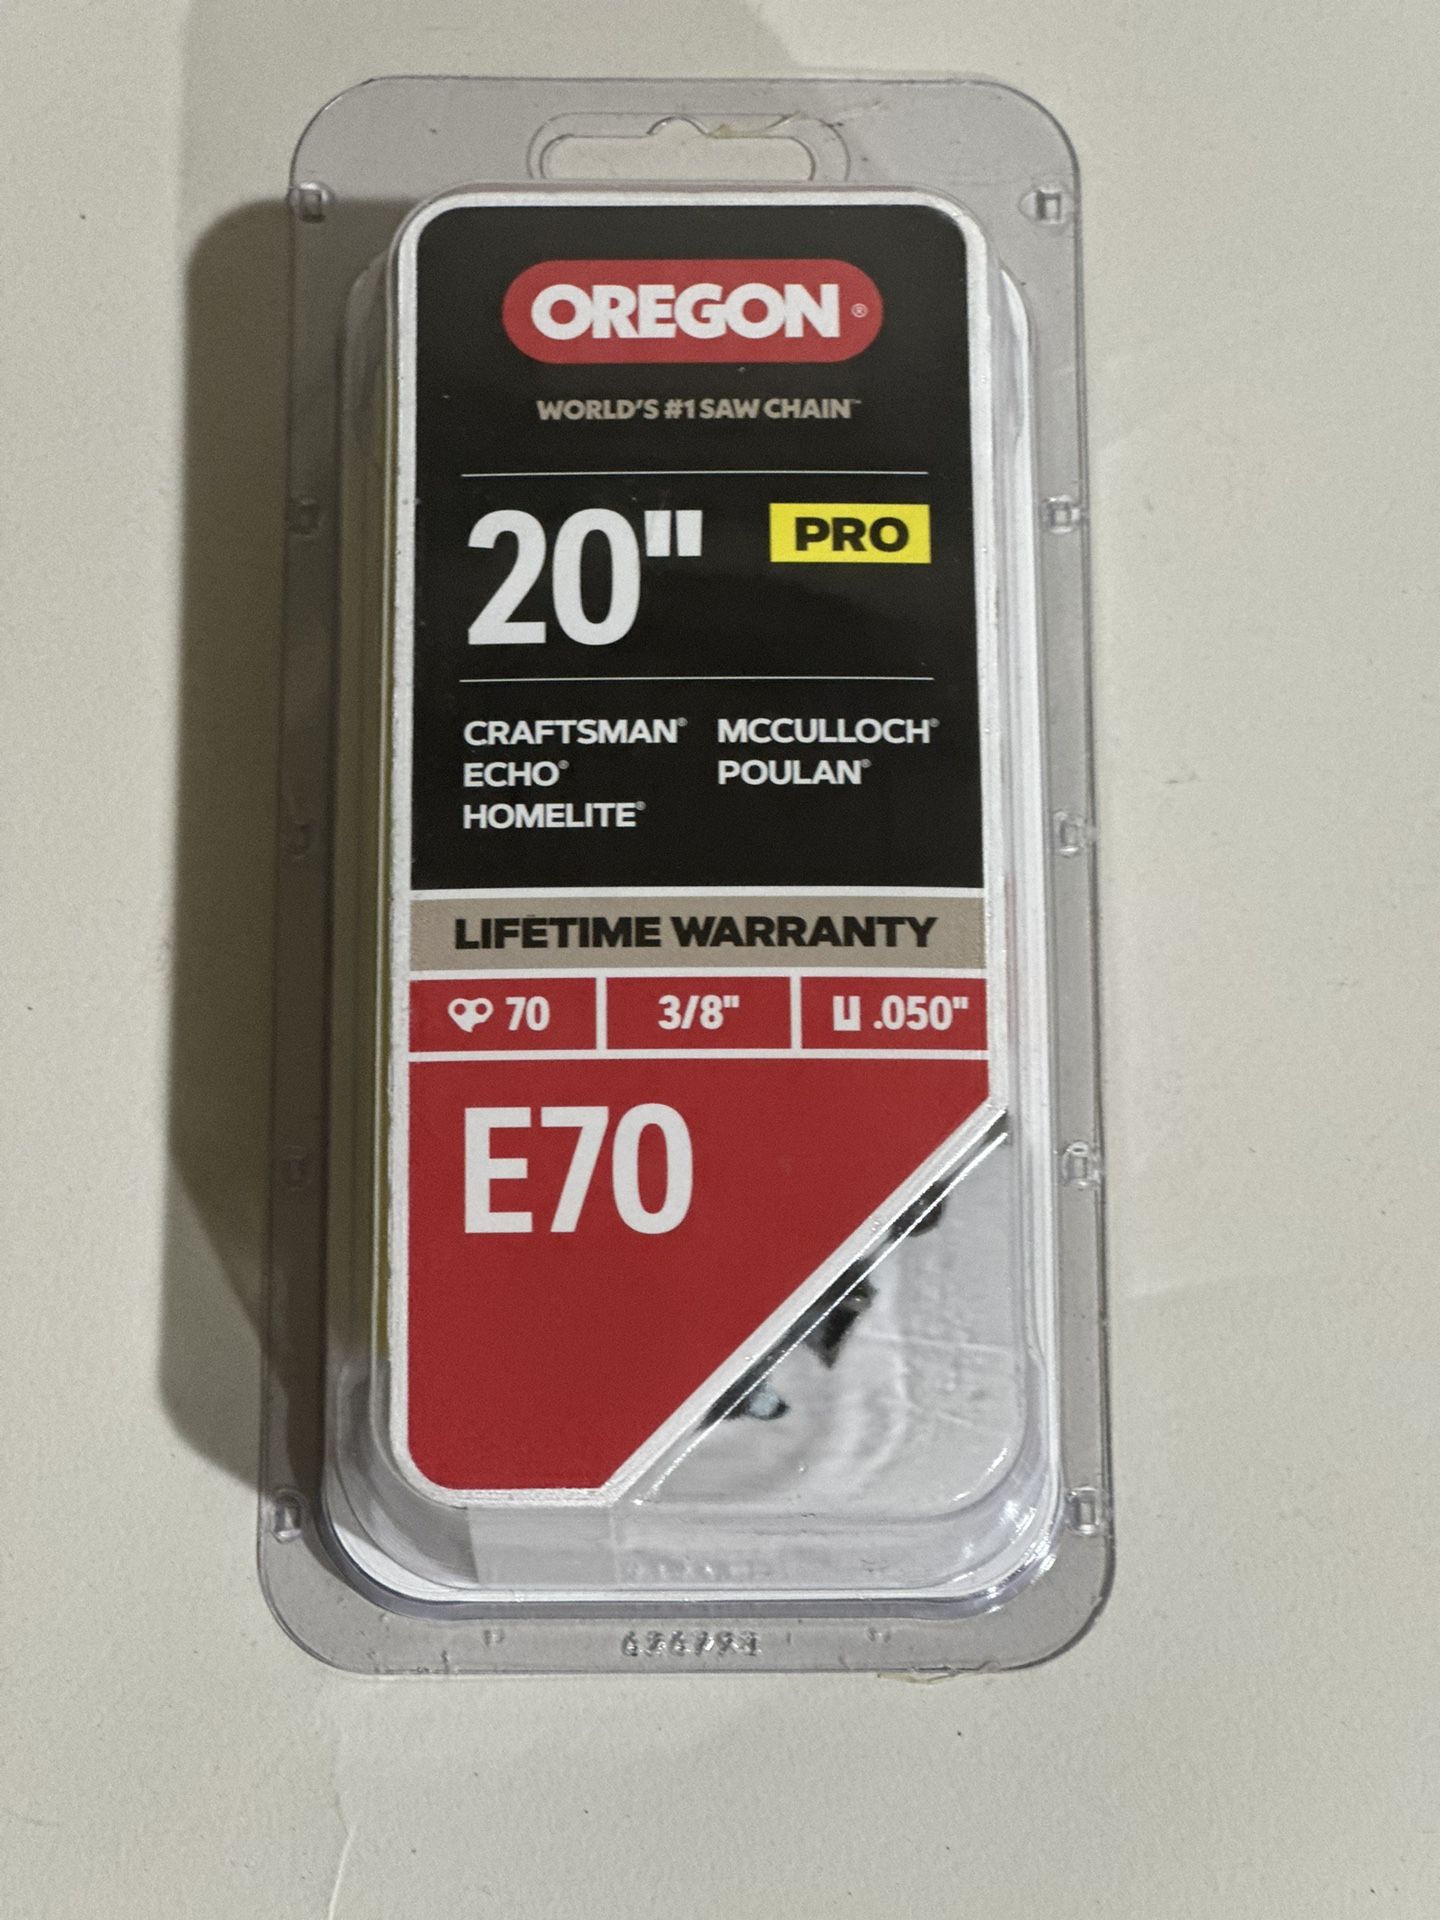 OREGON®
WORLD'S #1 SAW CHAIN™
20" PRO
CRAFTSMAN® MCCULLOCH®
ECHO® POULAN®
HOMELITE®
LIFETIME WARRANTY
70 3/8" .050"
E70